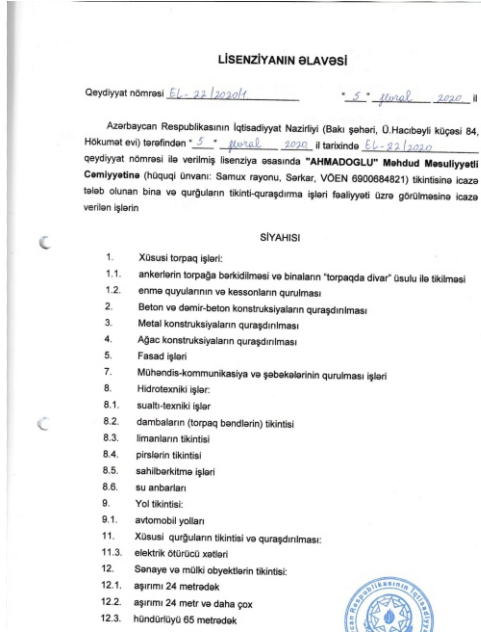 LİSENZİYANIN ƏLAVƏSİ
Qeydiyyat nömrəsi EL-22/2020/1 "5" fevral 2020 il
Azərbaycan Respublikasının İqtisadiyyat Nazirliyi (Bakı şəhəri, Ü.Hacıbəyli küçəsi 84,
Hökumət evi) tərəfindən "5" fevral 2020 il tarixində EL-22/2020
qeydiyyat nömrəsi ilə verilmiş lisenziya əsasında "AHMADOGLU" Məhdud Məsuliyyətli
Cəmiyyətinə (hüquqi ünvanı: Samux rayonu, Sərkar, VÖEN 6900684821) tikintisinə icazə
tələb olunan bina və qurğuların tikinti-quraşdırma işləri fəaliyyəti üzrə görülməsinə icazə
verilən işlərin
SİYAHISI
1. Xüsusi torpaq işləri:
1.1. ankerlərin torpağa bərkidilməsi və binaların "torpaqda divar" üsulu ilə tikilməsi
1.2. enmə quyularının və kessonların qurulması
2. Beton və dəmir-beton konstruksiyaların quraşdırılması
3. Metal konstruksiyaların quraşdırılması
4. Ağac konstruksiyaların quraşdırılması
5. Fasad işləri
7. Mühəndis-kommunikasiya və şəbəkələrinin qurulması işləri
8. Hidrotexniki işlər:
8.1. sualtı-texniki işlər
8.2. dambaların (torpaq bəndlərin) tikintisi
8.3. limanların tikintisi
8.4. pirslərin tikintisi
8.5. sahilbərkitmə işləri
8.6. su anbarları
9. Yol tikintisi:
9.1. avtomobil yolları
11. Xüsusi qurğuların tikintisi və quraşdırılması:
11.3. elektrik ötürücü xətləri
12. Sənaye və mülki obyektlərin tikintisi:
12.1. aşırımı 24 metrədək
12.2. aşırımı 24 metr və daha çox
12.3. hündürlüyü 65 metrədək